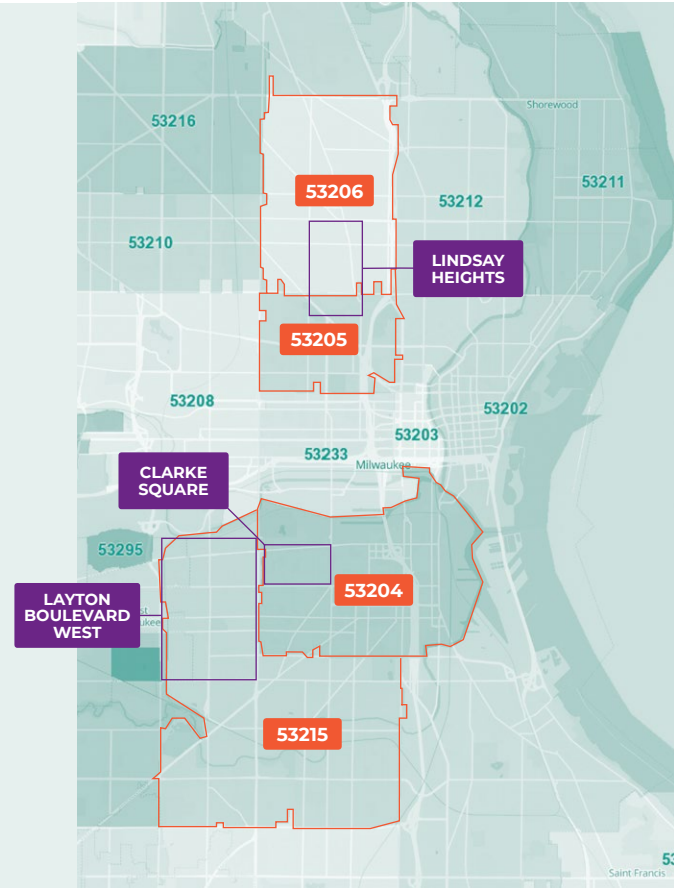 Shorewood
53216
53211
53206
53212
53210
LINDSAY
HEIGHTS
53205
53208
53202
53203
53233
Milwaukee
CLARKE
SQUARE
53295
53204
LAYTON
BOULEVARD
WEST
53215
Saint Francis